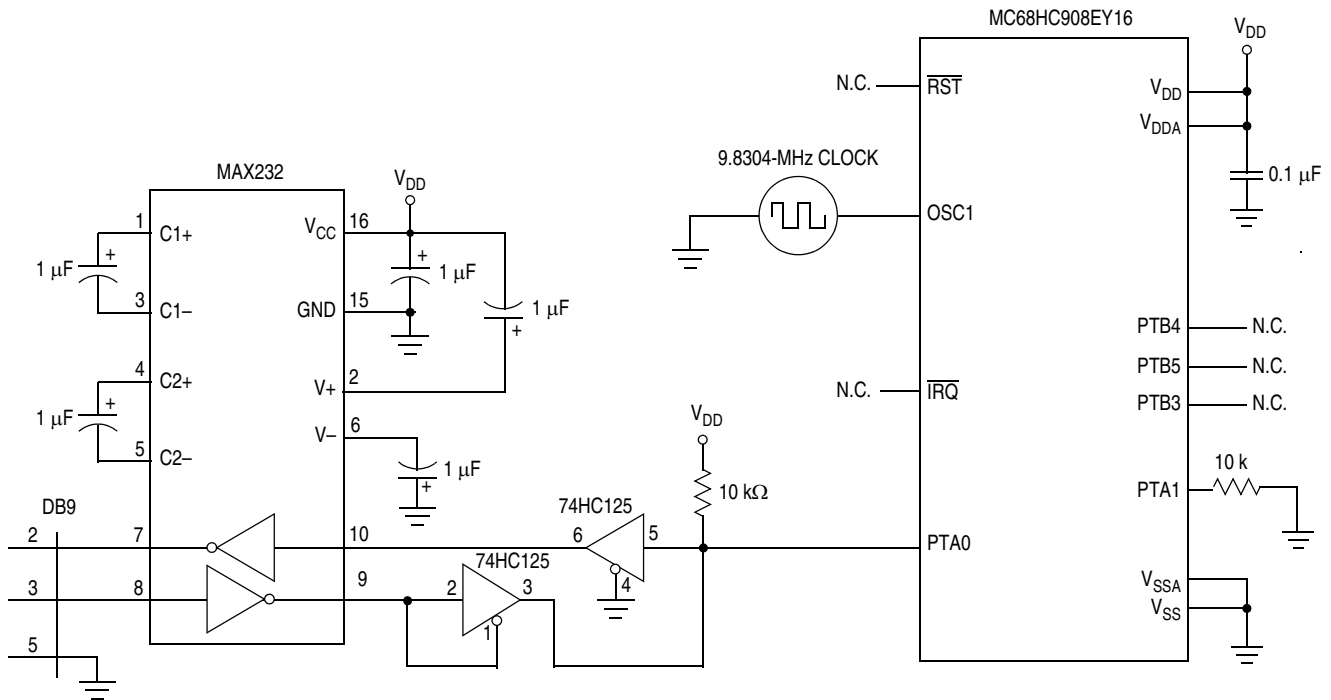 MC68HC908EY16
VDD
N.C.
RST
VDD
VDDA
0.1 µF
9.8304-MHz CLOCK
OSC1
MAX232
VDD
1
C1+
VCC
16
1 µF
+
+
1 µF
3
C1–
GND
15
1 µF
+
4
C2+
V+
2
1 µF
+
V–
6
5
C2–
1 µF
+
PTB4
N.C.
PTB5
N.C.
N.C.
IRQ
PTB3
N.C.
VDD
10 kΩ
10 k
PTA1
DB9
74HC125
2
7
10
6
5
4
PTA0
74HC125
3
8
9
2
3
1
5
VSSA
VSS